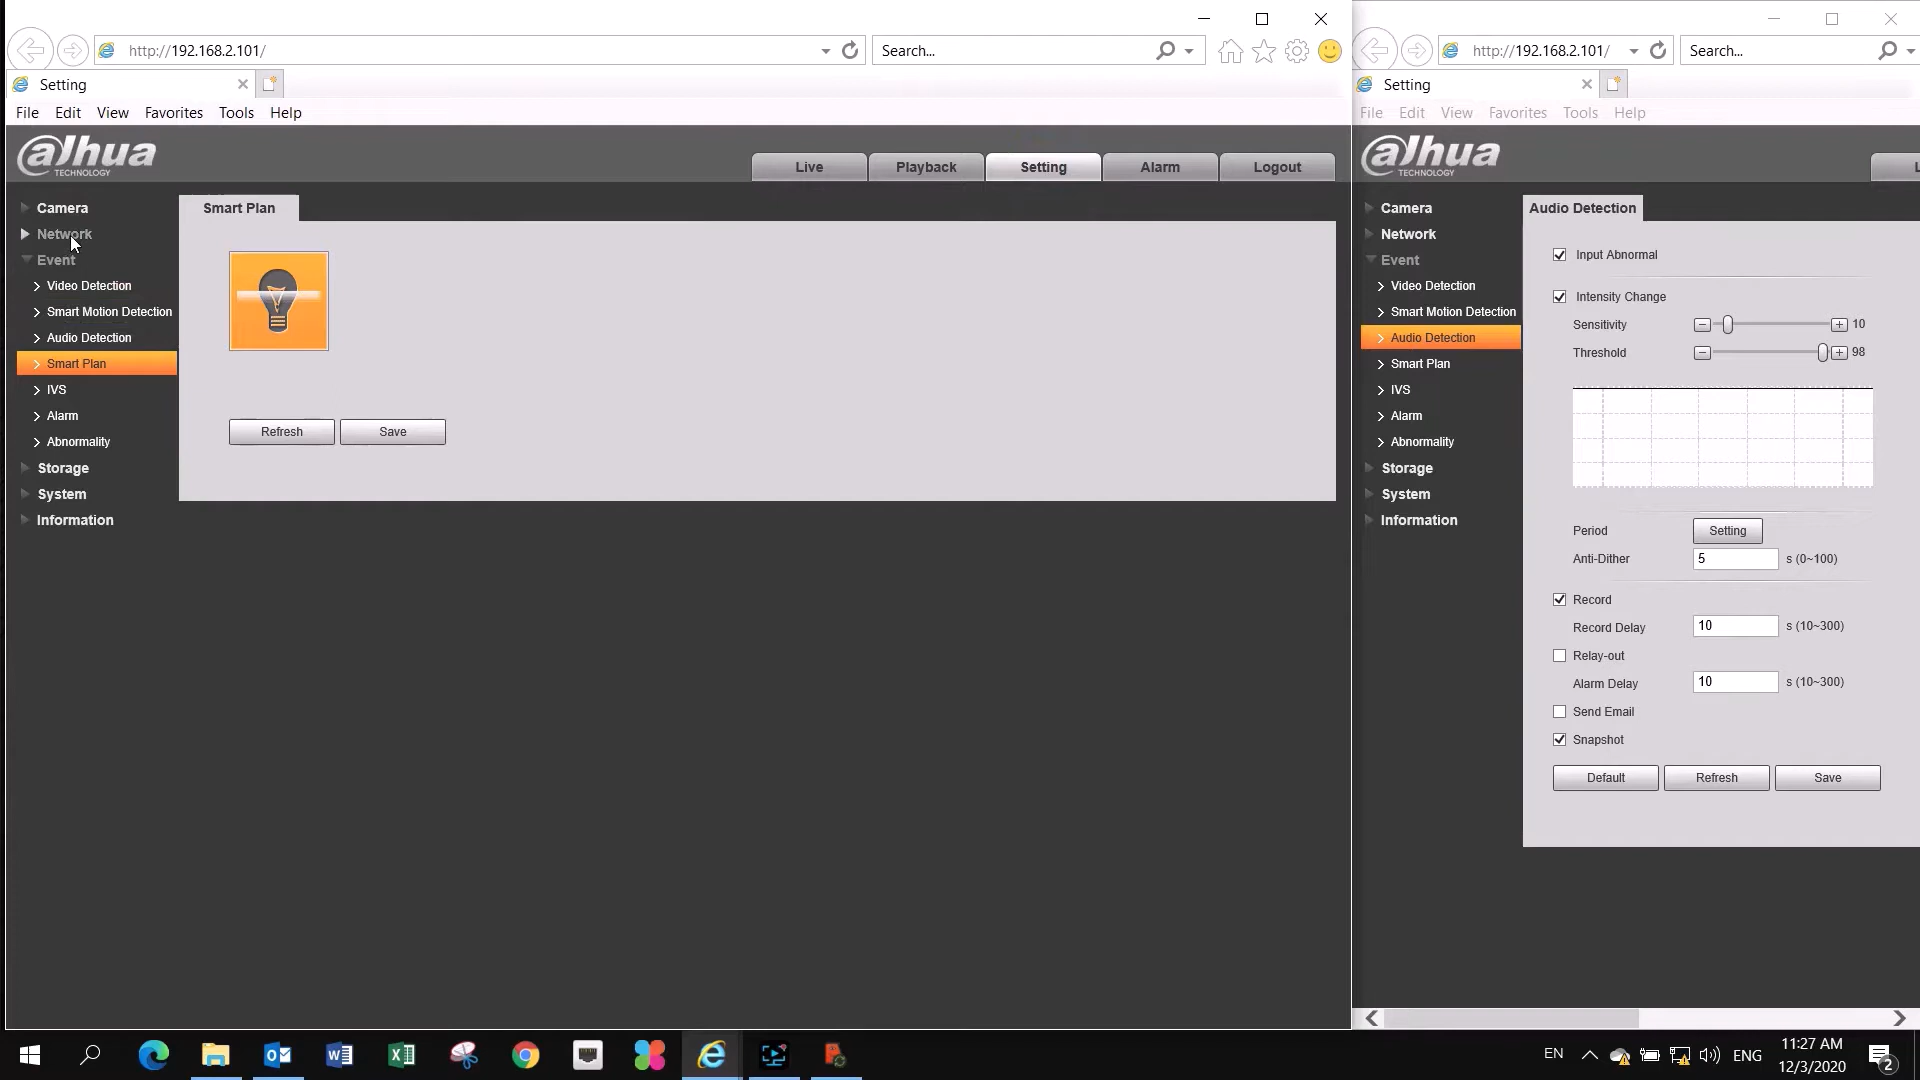 http://192.168.2.101/
Search...
Setting
File Edit View Favorites Tools Help
alhua
TECHNOLOGY
Live Playback Setting Alarm Logout
Camera
Network
Event
Video Detection
Smart Motion Detection
Audio Detection
Smart Plan
IVS
Alarm
Abnormality
Storage
System
Information
Smart Plan
Refresh Save
http://192.168.2.101/
Search...
Setting
File Edit View Favorites Tools Help
alhua
TECHNOLOGY
L
Camera
Network
Event
Video Detection
Smart Motion Detection
Audio Detection
Smart Plan
IVS
Alarm
Abnormality
Storage
System
Information
Audio Detection
Input Abnormal
Intensity Change
Sensitivity 10
Threshold 98
Period Setting
Anti-Dither 5 s (0~100)
Record
Record Delay 10 s (10~300)
Relay-out
Alarm Delay 10 s (10~300)
Send Email
Snapshot
Default Refresh Save
EN ENG
11:27 AM
12/3/2020
2